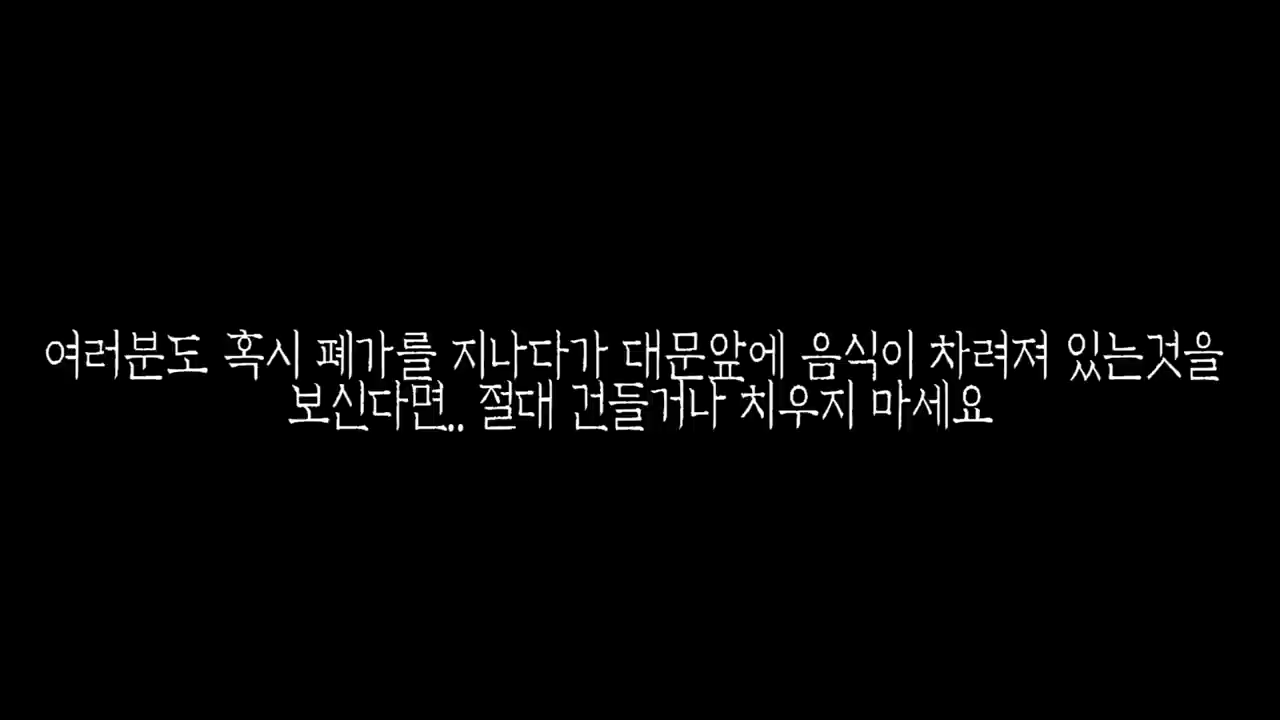 여러분도 혹시 폐가를 지나다가 대문앞에 음식이 차려져 있는것을
보신다면.. 절대 건들거나 치우지 마세요